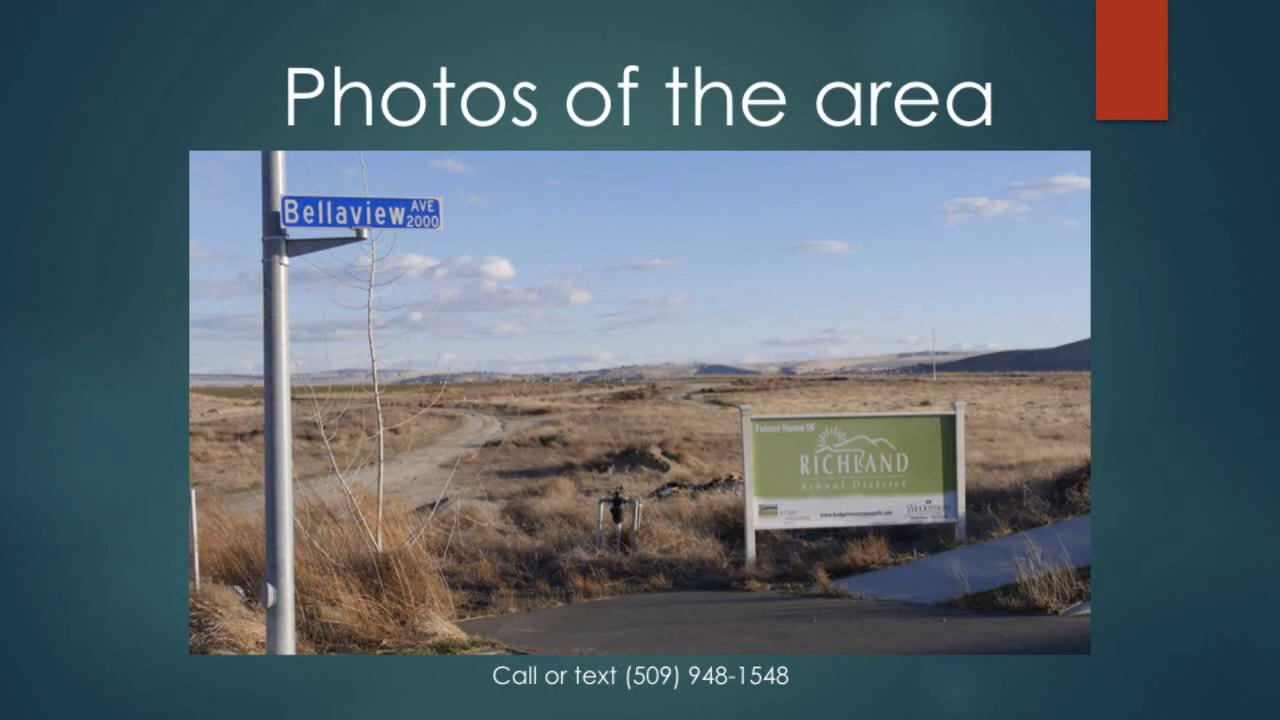 Photos of the area
Bellaview AVE
2000
Future Home Of
RICHLAND
School District
Windermere
Call or text (509) 948-1548